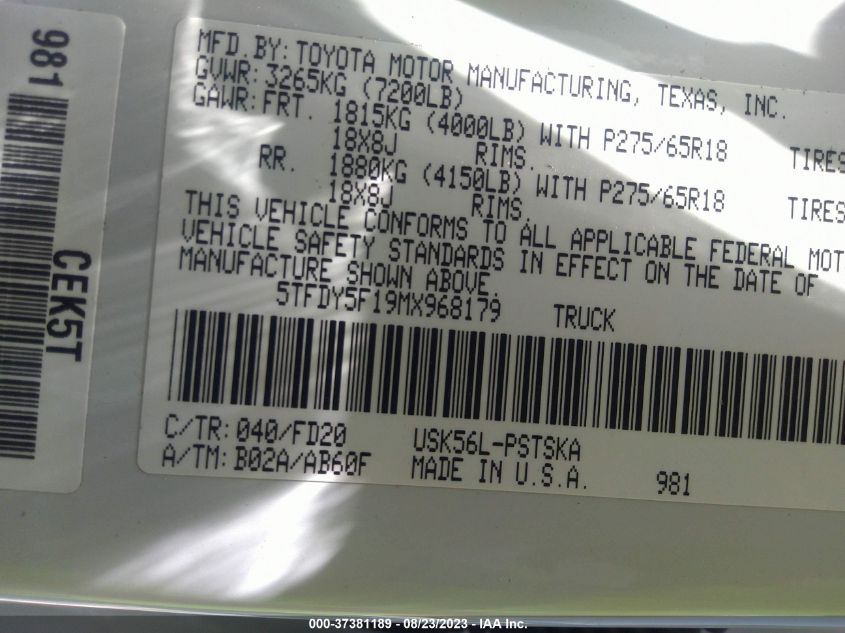 981
CEK5T
MFD. BY: TOYOTA MOTOR MANUFACTURING, TEXAS, INC.
GVWR: 3265KG (7200LB)
GAWR: FRT. 1815KG (4000LB) WITH P275/65R18 TIRES
18X8J RIMS.
RR. 1880KG (4150LB) WITH P275/65R18 TIRES
18X8J RIMS.
THIS VEHICLE CONFORMS TO ALL APPLICABLE FEDERAL MOT
VEHICLE SAFETY STANDARDS IN EFFECT ON THE DATE OF
MANUFACTURE SHOWN ABOVE.
5TFDY5F19MX968179 TRUCK
C/TR: 040/FD20 USK56L-PSTSKA
A/TM: B02A/AB60F MADE IN U.S.A. 981
000-37381189 - 08/23/2023 - IAA Inc.